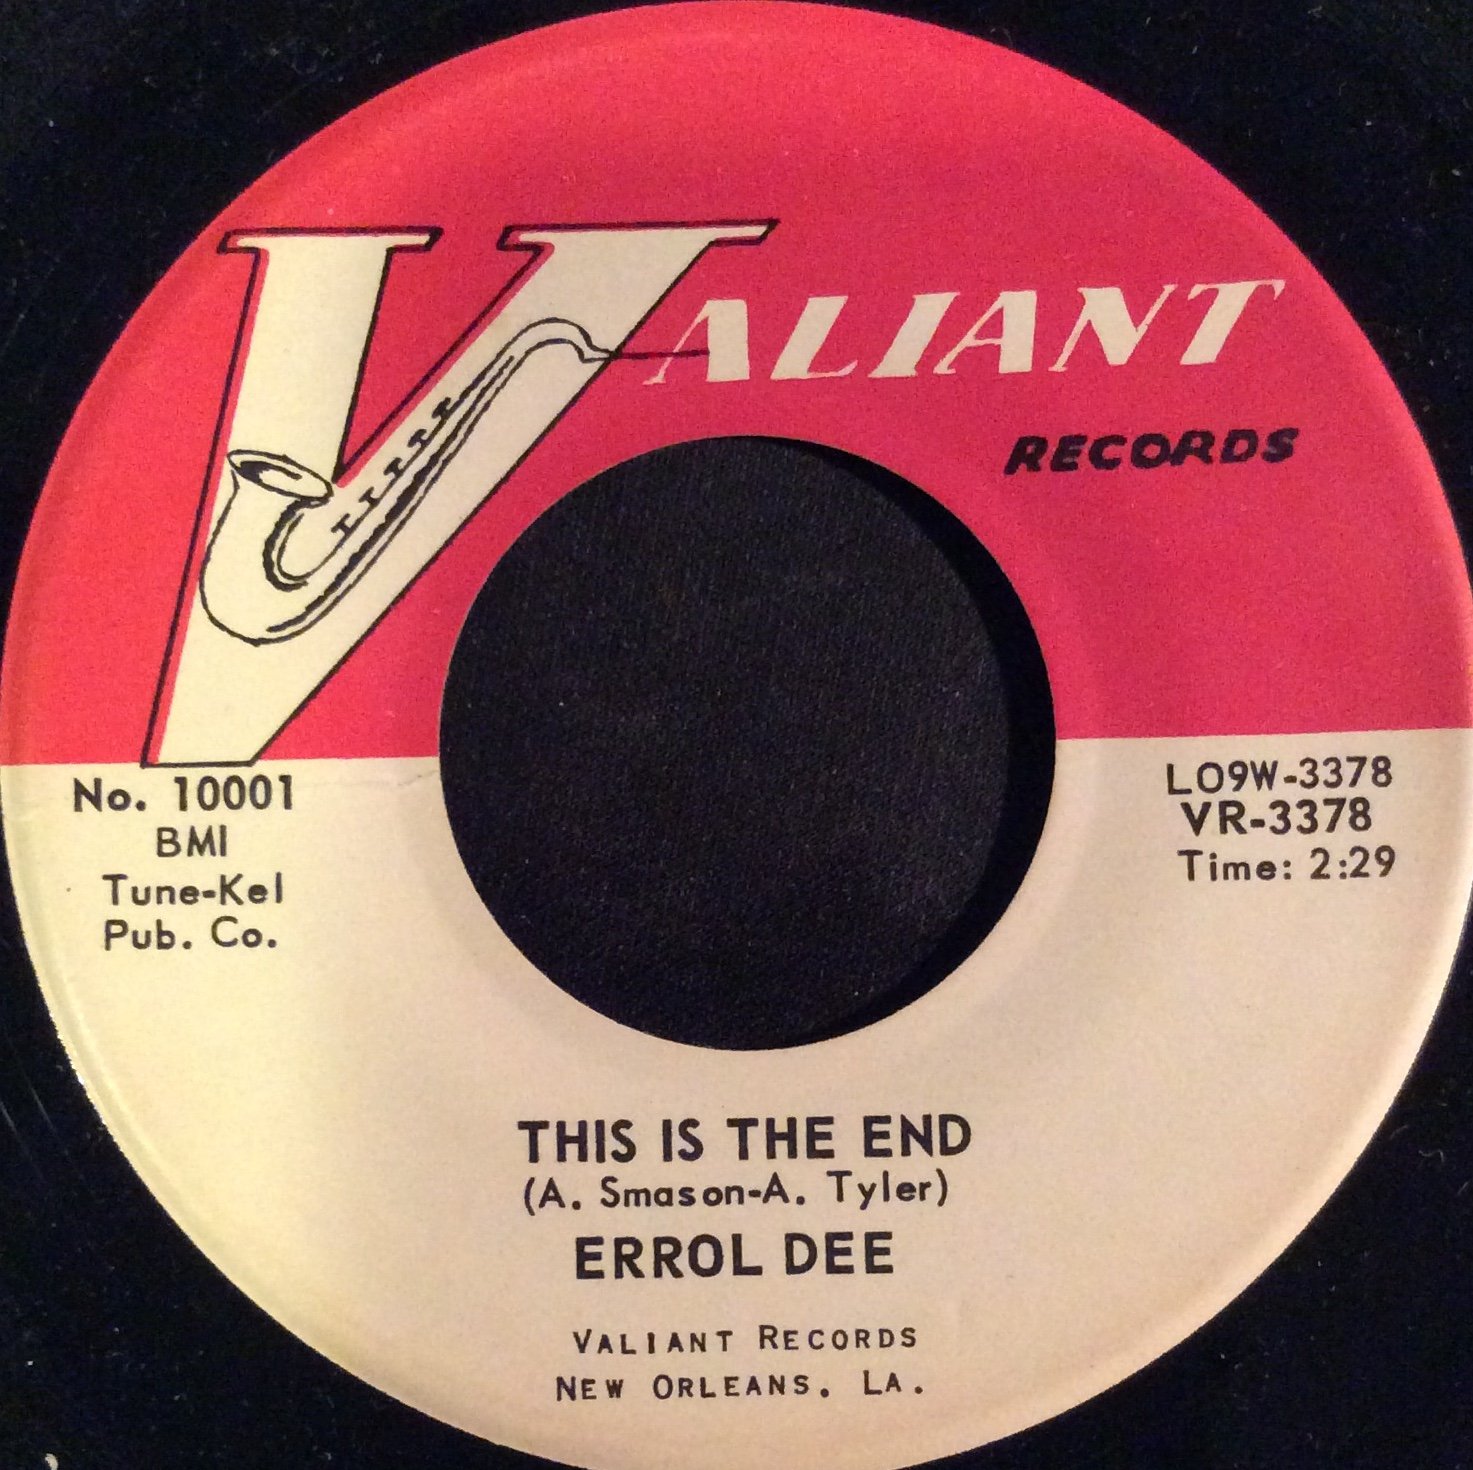 VALIANT
RECORDS
No. 10001
BMI
Tune-Kel
Pub. Co.
LO9W-3378
VR-3378
Time: 2:29
THIS IS THE END
(A. Smason-A. Tyler)
ERROL DEE
VALIANT RECORDS
NEW ORLEANS. LA.